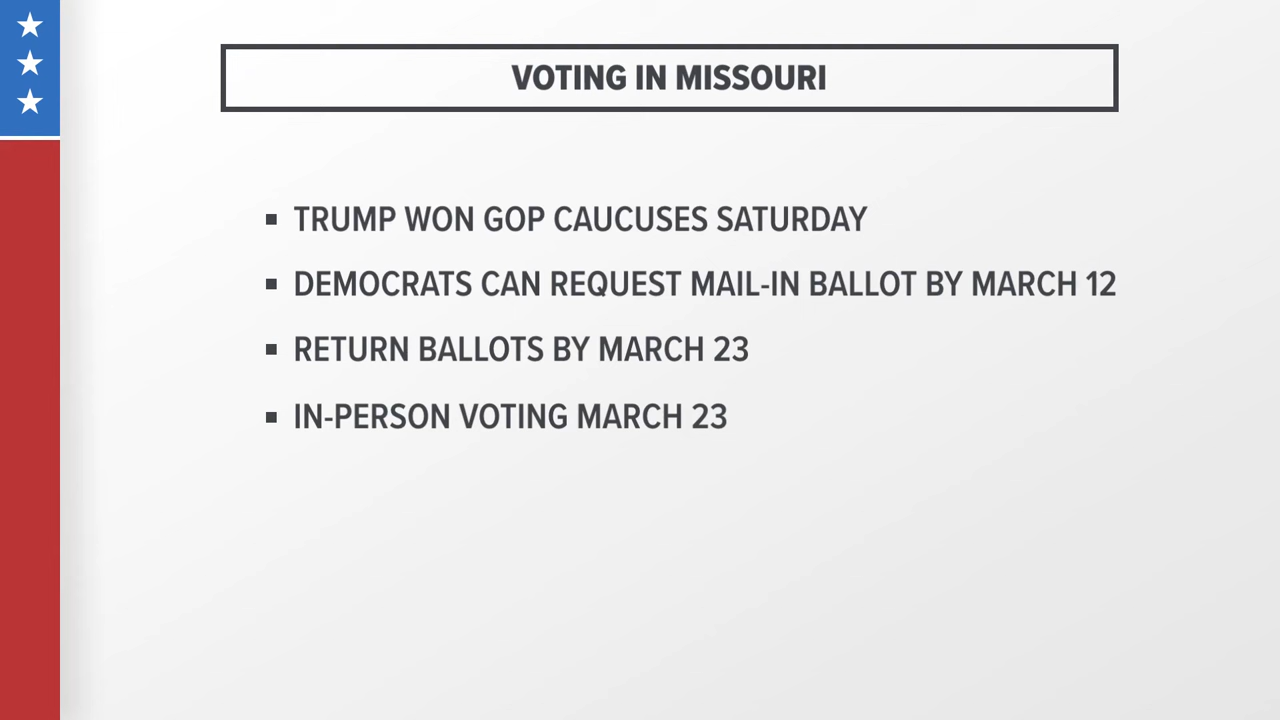 VOTING IN MISSOURI
▪ TRUMP WON GOP CAUCUSES SATURDAY
▪ DEMOCRATS CAN REQUEST MAIL-IN BALLOT BY MARCH 12
▪ RETURN BALLOTS BY MARCH 23
▪ IN-PERSON VOTING MARCH 23